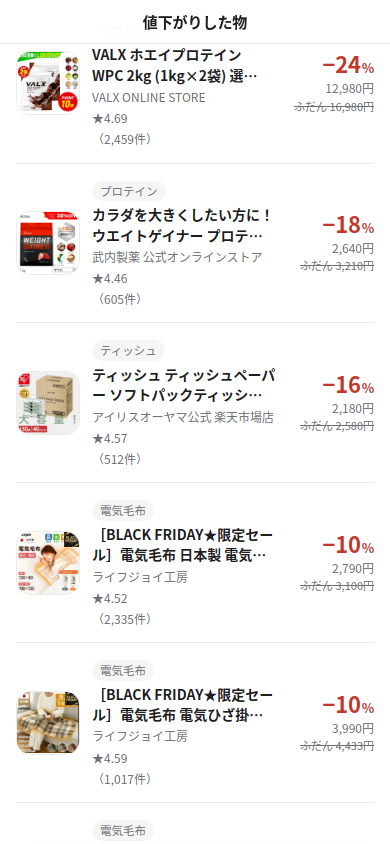 値下がりした物
VALX ホエイプロテイン
WPC 2kg (1kg×2袋) 選…
VALX ONLINE STORE
★4.69
（2,459件）
−24%
12,980円
ふだん 16,980円
プロテイン
カラダを大きくしたい方に！
ウエイトゲイナー プロテ…
武内製薬 公式オンラインストア
★4.46
（605件）
−18%
2,640円
ふだん 3,210円
ティッシュ
ティッシュ ティッシュペーパ
ー ソフトパックティッシ…
アイリスオーヤマ公式 楽天市場店
★4.57
（512件）
−16%
2,180円
ふだん 2,580円
電気毛布
［BLACK FRIDAY★限定セー
ル］電気毛布 日本製 電気…
ライフジョイ工房
★4.52
（2,335件）
−10%
2,790円
ふだん 3,100円
電気毛布
［BLACK FRIDAY★限定セー
ル］電気毛布 電気ひざ掛…
ライフジョイ工房
★4.59
（1,017件）
−10%
3,990円
ふだん 4,433円
電気毛布